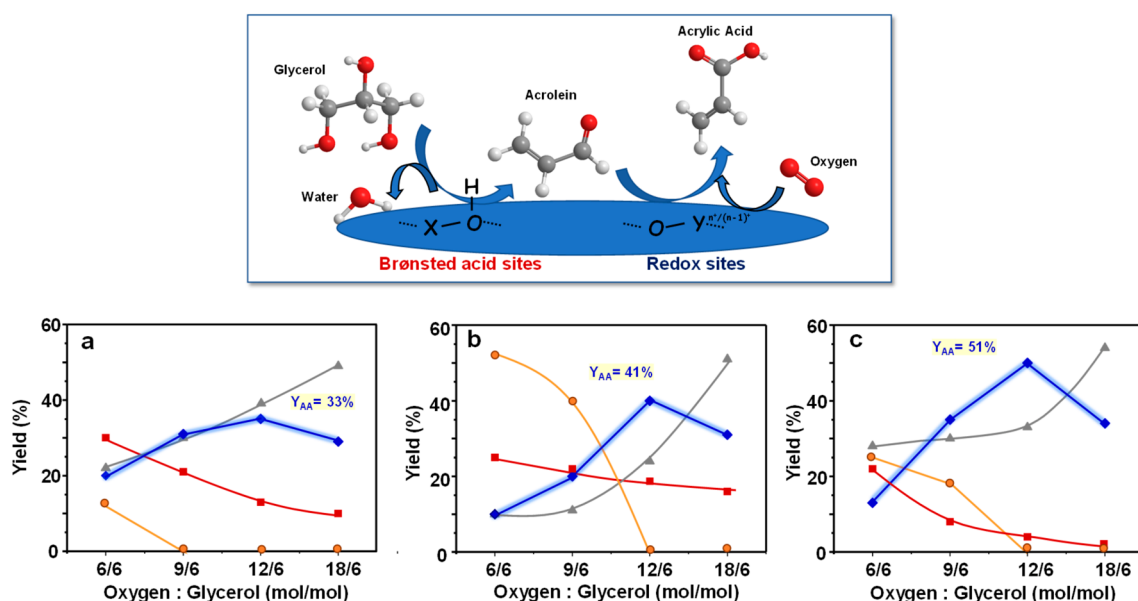 Acrylic Acid
Glycerol
Acrolein
Oxygen
Water
H
X O
O Y n⁺/(n-1)⁺
Brønsted acid sites
Redox sites
a
Y_AA= 33%
60
40
20
0
Yield (%)
6/6 9/6 12/6 18/6
Oxygen : Glycerol (mol/mol)
b
Y_AA= 41%
60
40
20
0
Yield (%)
6/6 9/6 12/6 18/6
Oxygen : Glycerol (mol/mol)
c
Y_AA= 51%
60
40
20
0
Yield (%)
6/6 9/6 12/6 18/6
Oxygen : Glycerol (mol/mol)